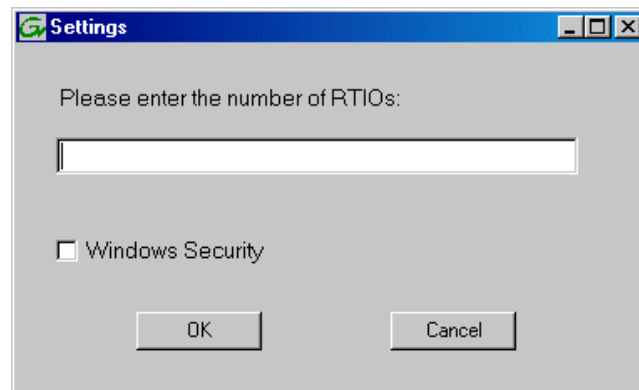 Settings
Please enter the number of RTIOs:
Windows Security
OK
Cancel